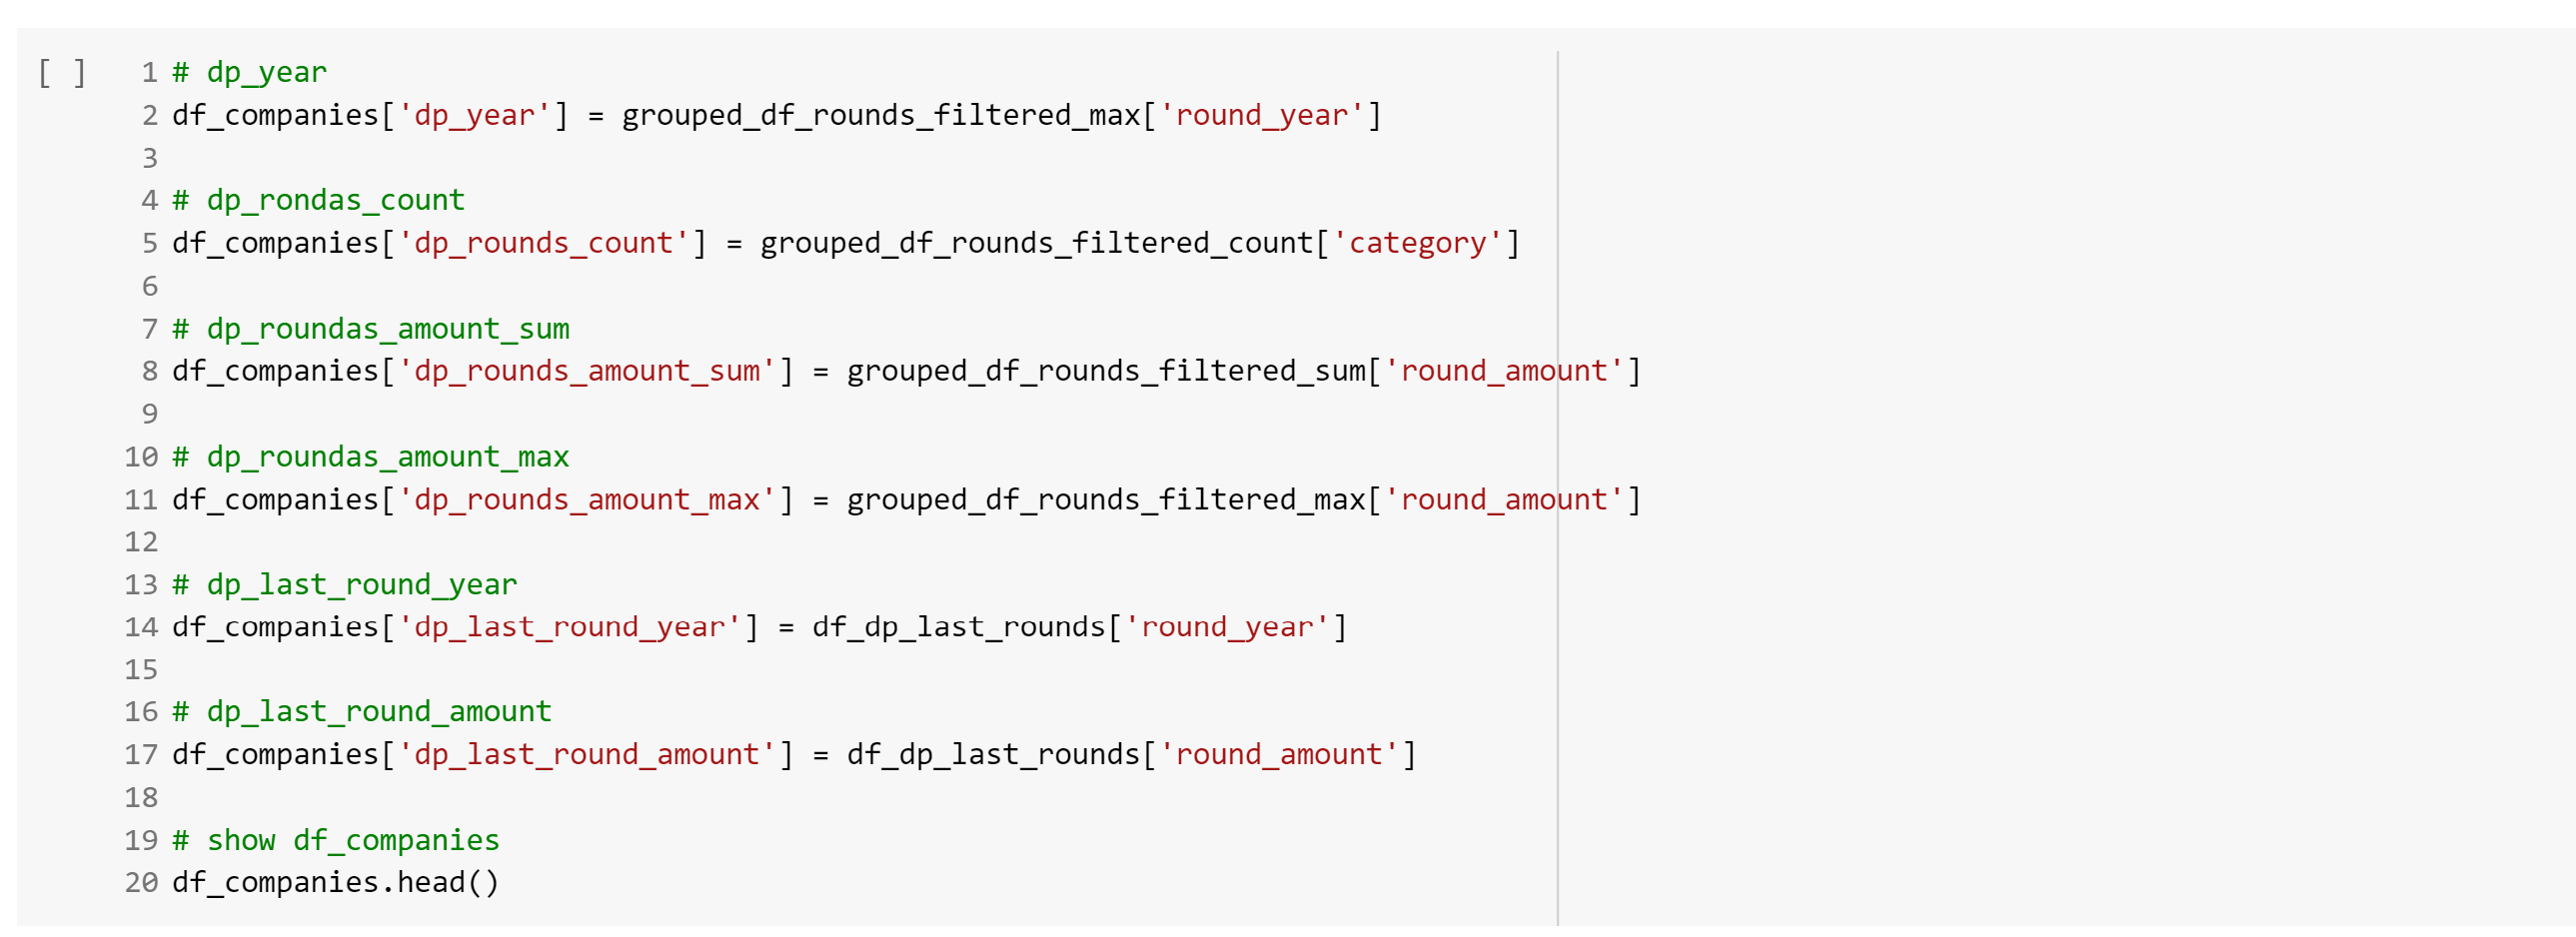 [ ] 1 # dp_year
2 df_companies['dp_year'] = grouped_df_rounds_filtered_max['round_year']
3
4 # dp_rondas_count
5 df_companies['dp_rounds_count'] = grouped_df_rounds_filtered_count['category']
6
7 # dp_roundas_amount_sum
8 df_companies['dp_rounds_amount_sum'] = grouped_df_rounds_filtered_sum['round_amount']
9
10 # dp_roundas_amount_max
11 df_companies['dp_rounds_amount_max'] = grouped_df_rounds_filtered_max['round_amount']
12
13 # dp_last_round_year
14 df_companies['dp_last_round_year'] = df_dp_last_rounds['round_year']
15
16 # dp_last_round_amount
17 df_companies['dp_last_round_amount'] = df_dp_last_rounds['round_amount']
18
19 # show df_companies
20 df_companies.head()